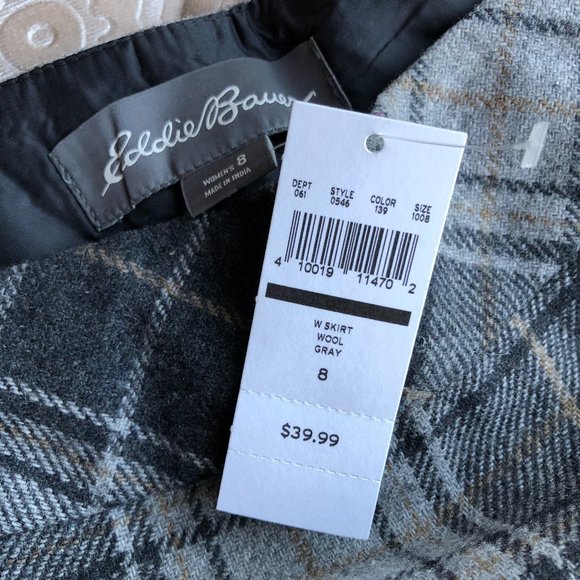 Eddie Bauer
WOMEN'S 8
MADE IN INDIA
DEPT STYLE COLOR SIZE
061 0546 139 1008
4 10019 11470 2
W SKIRT
WOOL
GRAY
8
$39.99